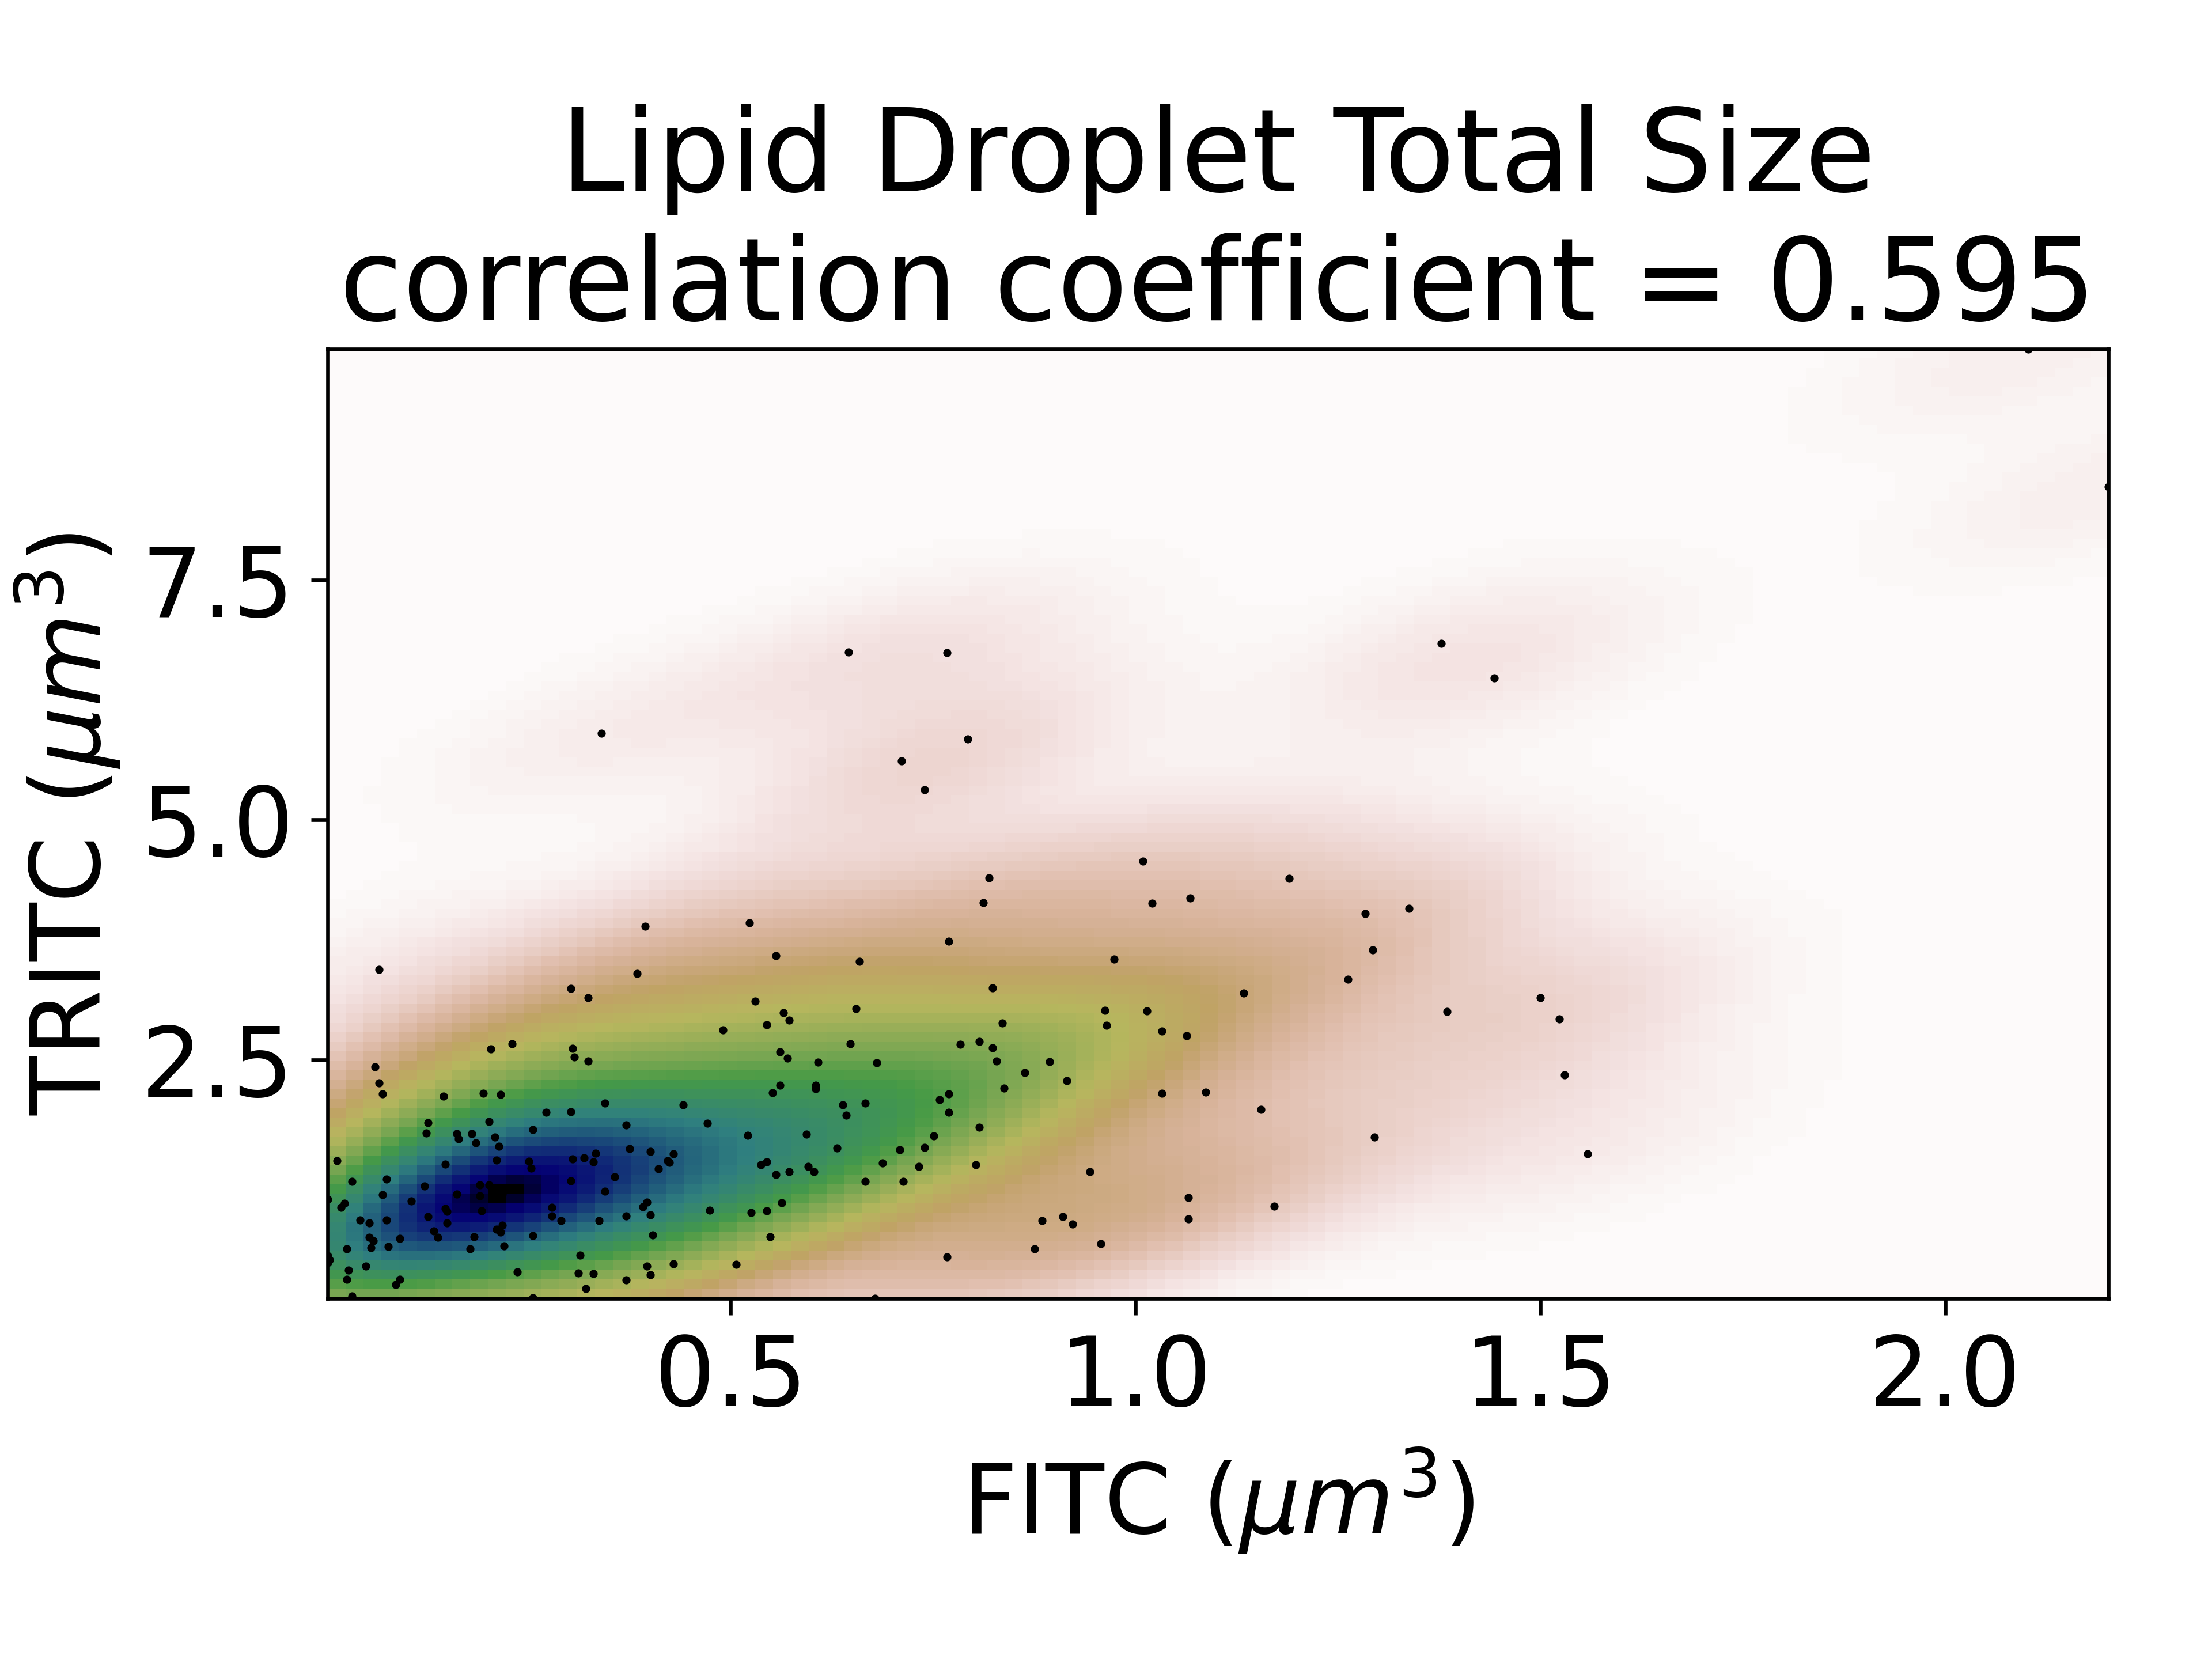 Lipid Droplet Total Size
correlation coefficient = 0.595
TRITC (μm³)
7.5
5.0
2.5
0.5 1.0 1.5 2.0
FITC (μm³)